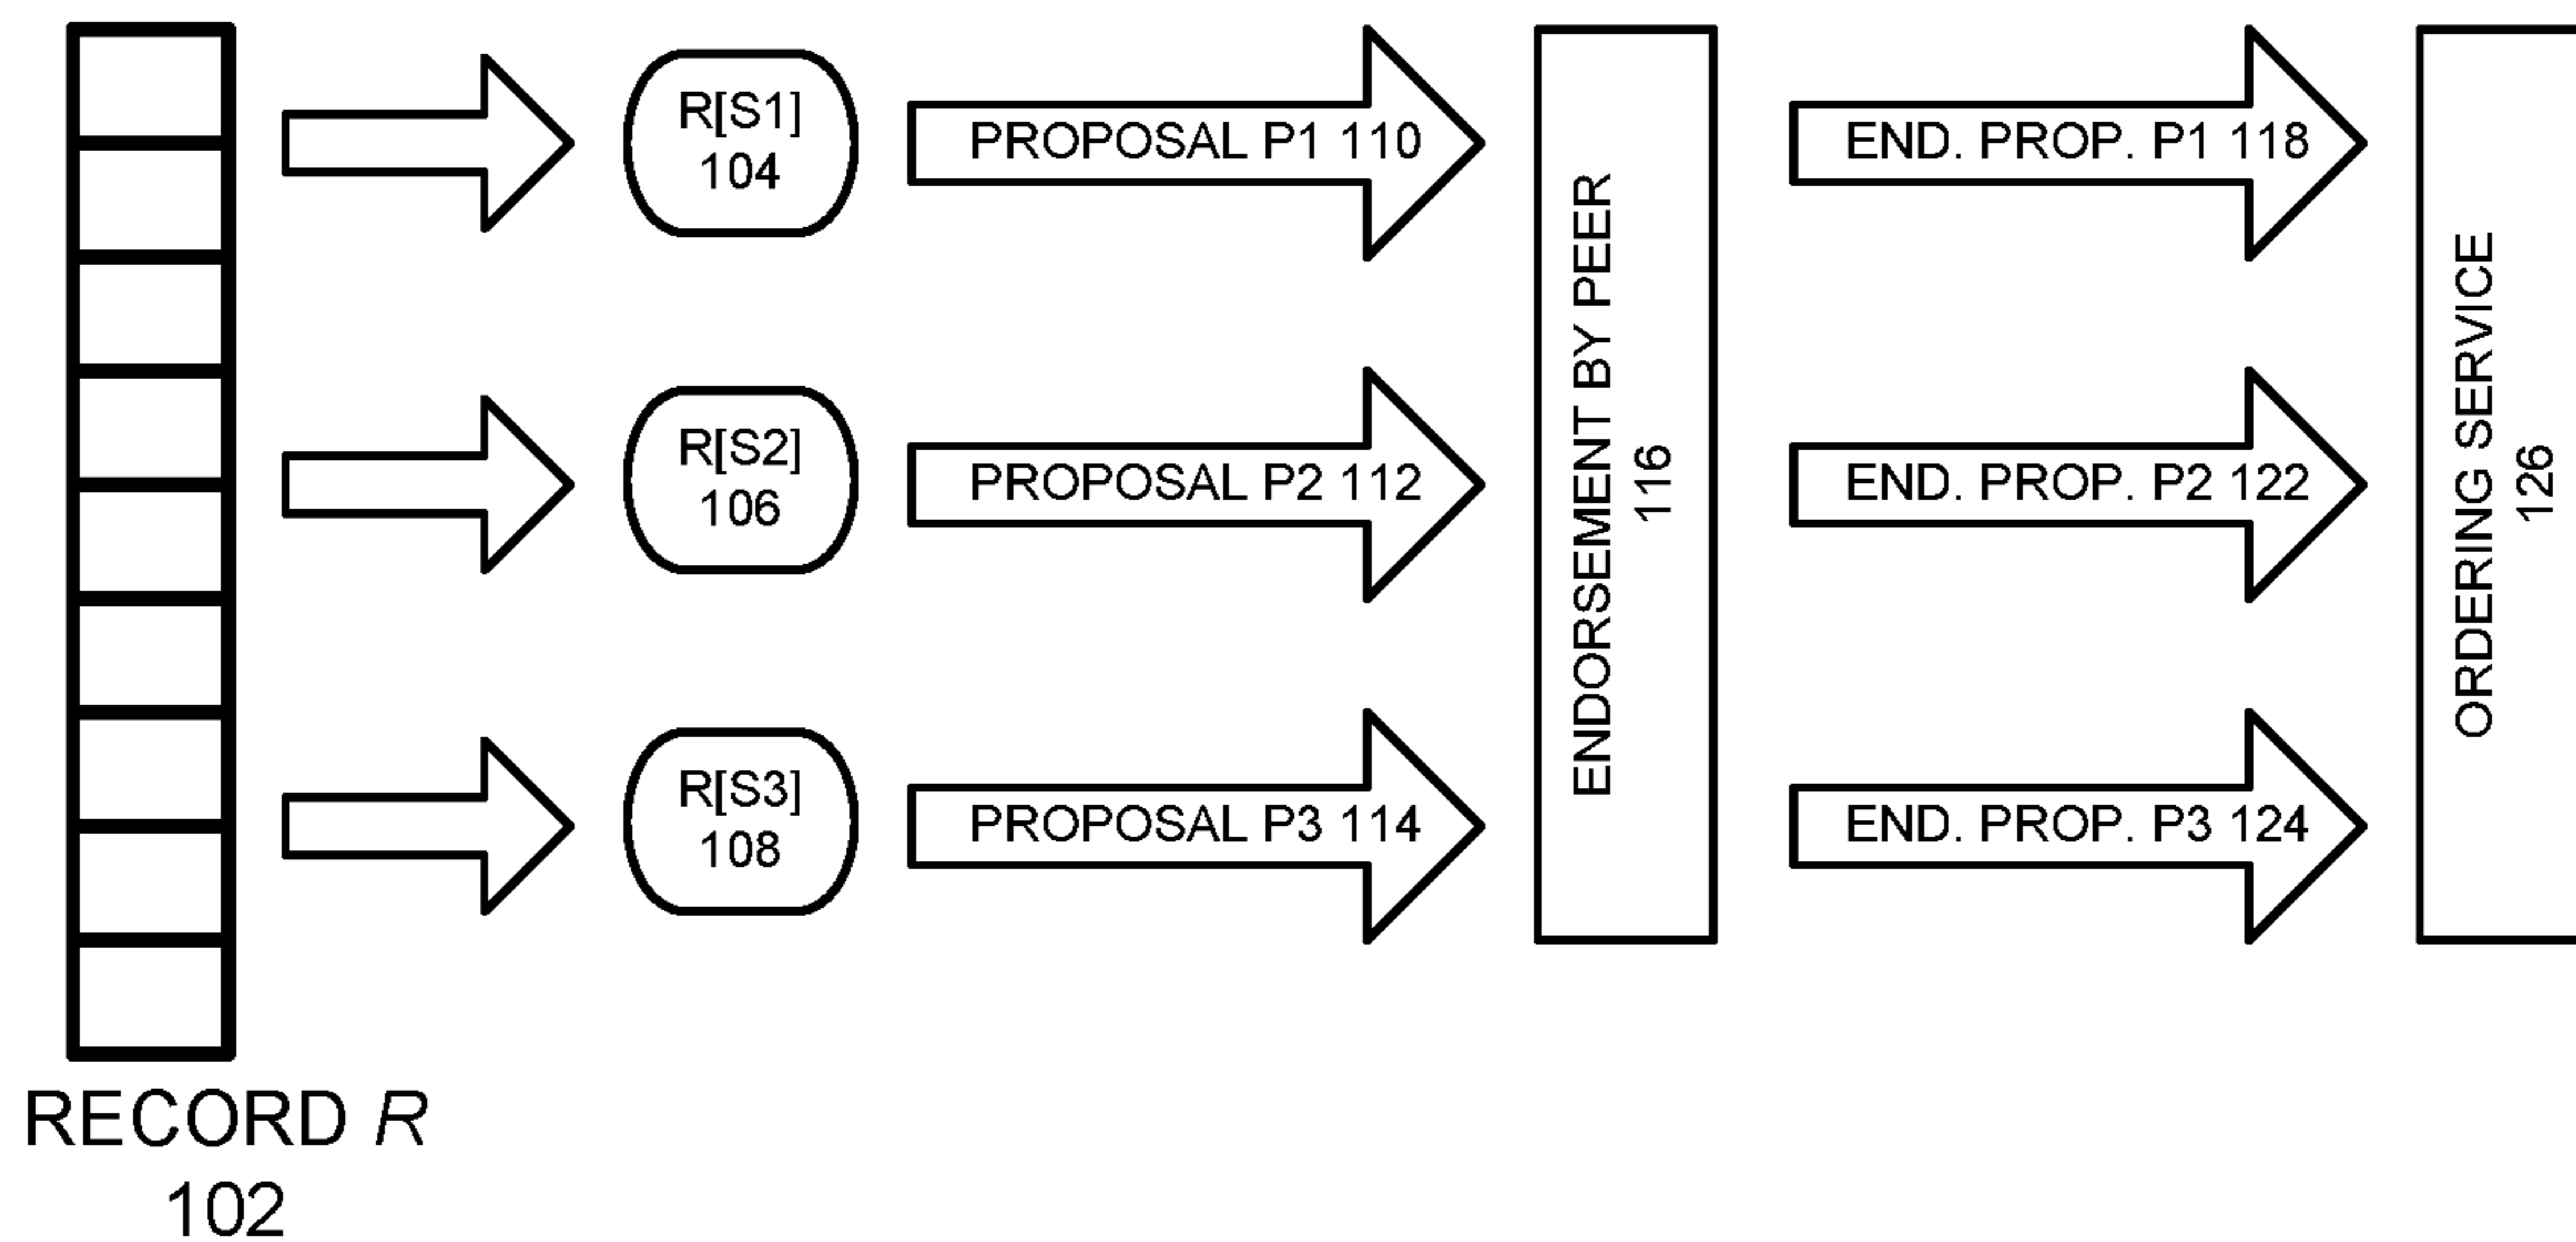 R[S1]
104
PROPOSAL P1 110
END. PROP. P1 118
R[S2]
106
PROPOSAL P2 112
END. PROP. P2 122
R[S3]
108
PROPOSAL P3 114
END. PROP. P3 124
ENDORSEMENT BY PEER
116
ORDERING SERVICE
126
RECORD R
102